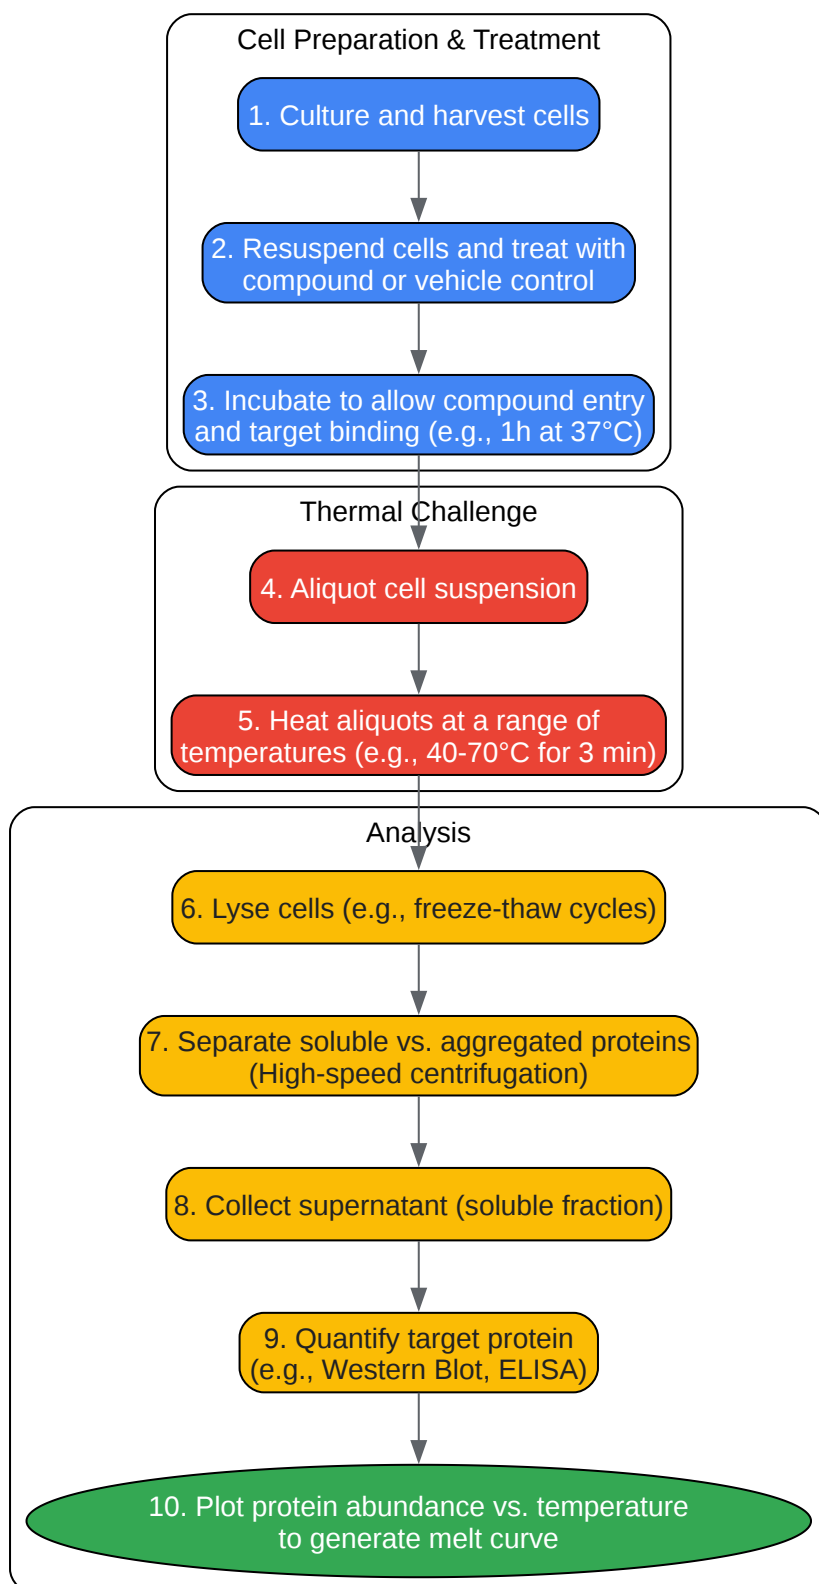 Cell Preparation & Treatment
1. Culture and harvest cells
2. Resuspend cells and treat with
compound or vehicle control
3. Incubate to allow compound entry
and target binding (e.g., 1h at 37°C)
Thermal Challenge
4. Aliquot cell suspension
5. Heat aliquots at a range of
temperatures (e.g., 40-70°C for 3 min)
Analysis
6. Lyse cells (e.g., freeze-thaw cycles)
7. Separate soluble vs. aggregated proteins
(High-speed centrifugation)
8. Collect supernatant (soluble fraction)
9. Quantify target protein
(e.g., Western Blot, ELISA)
10. Plot protein abundance vs. temperature
to generate melt curve